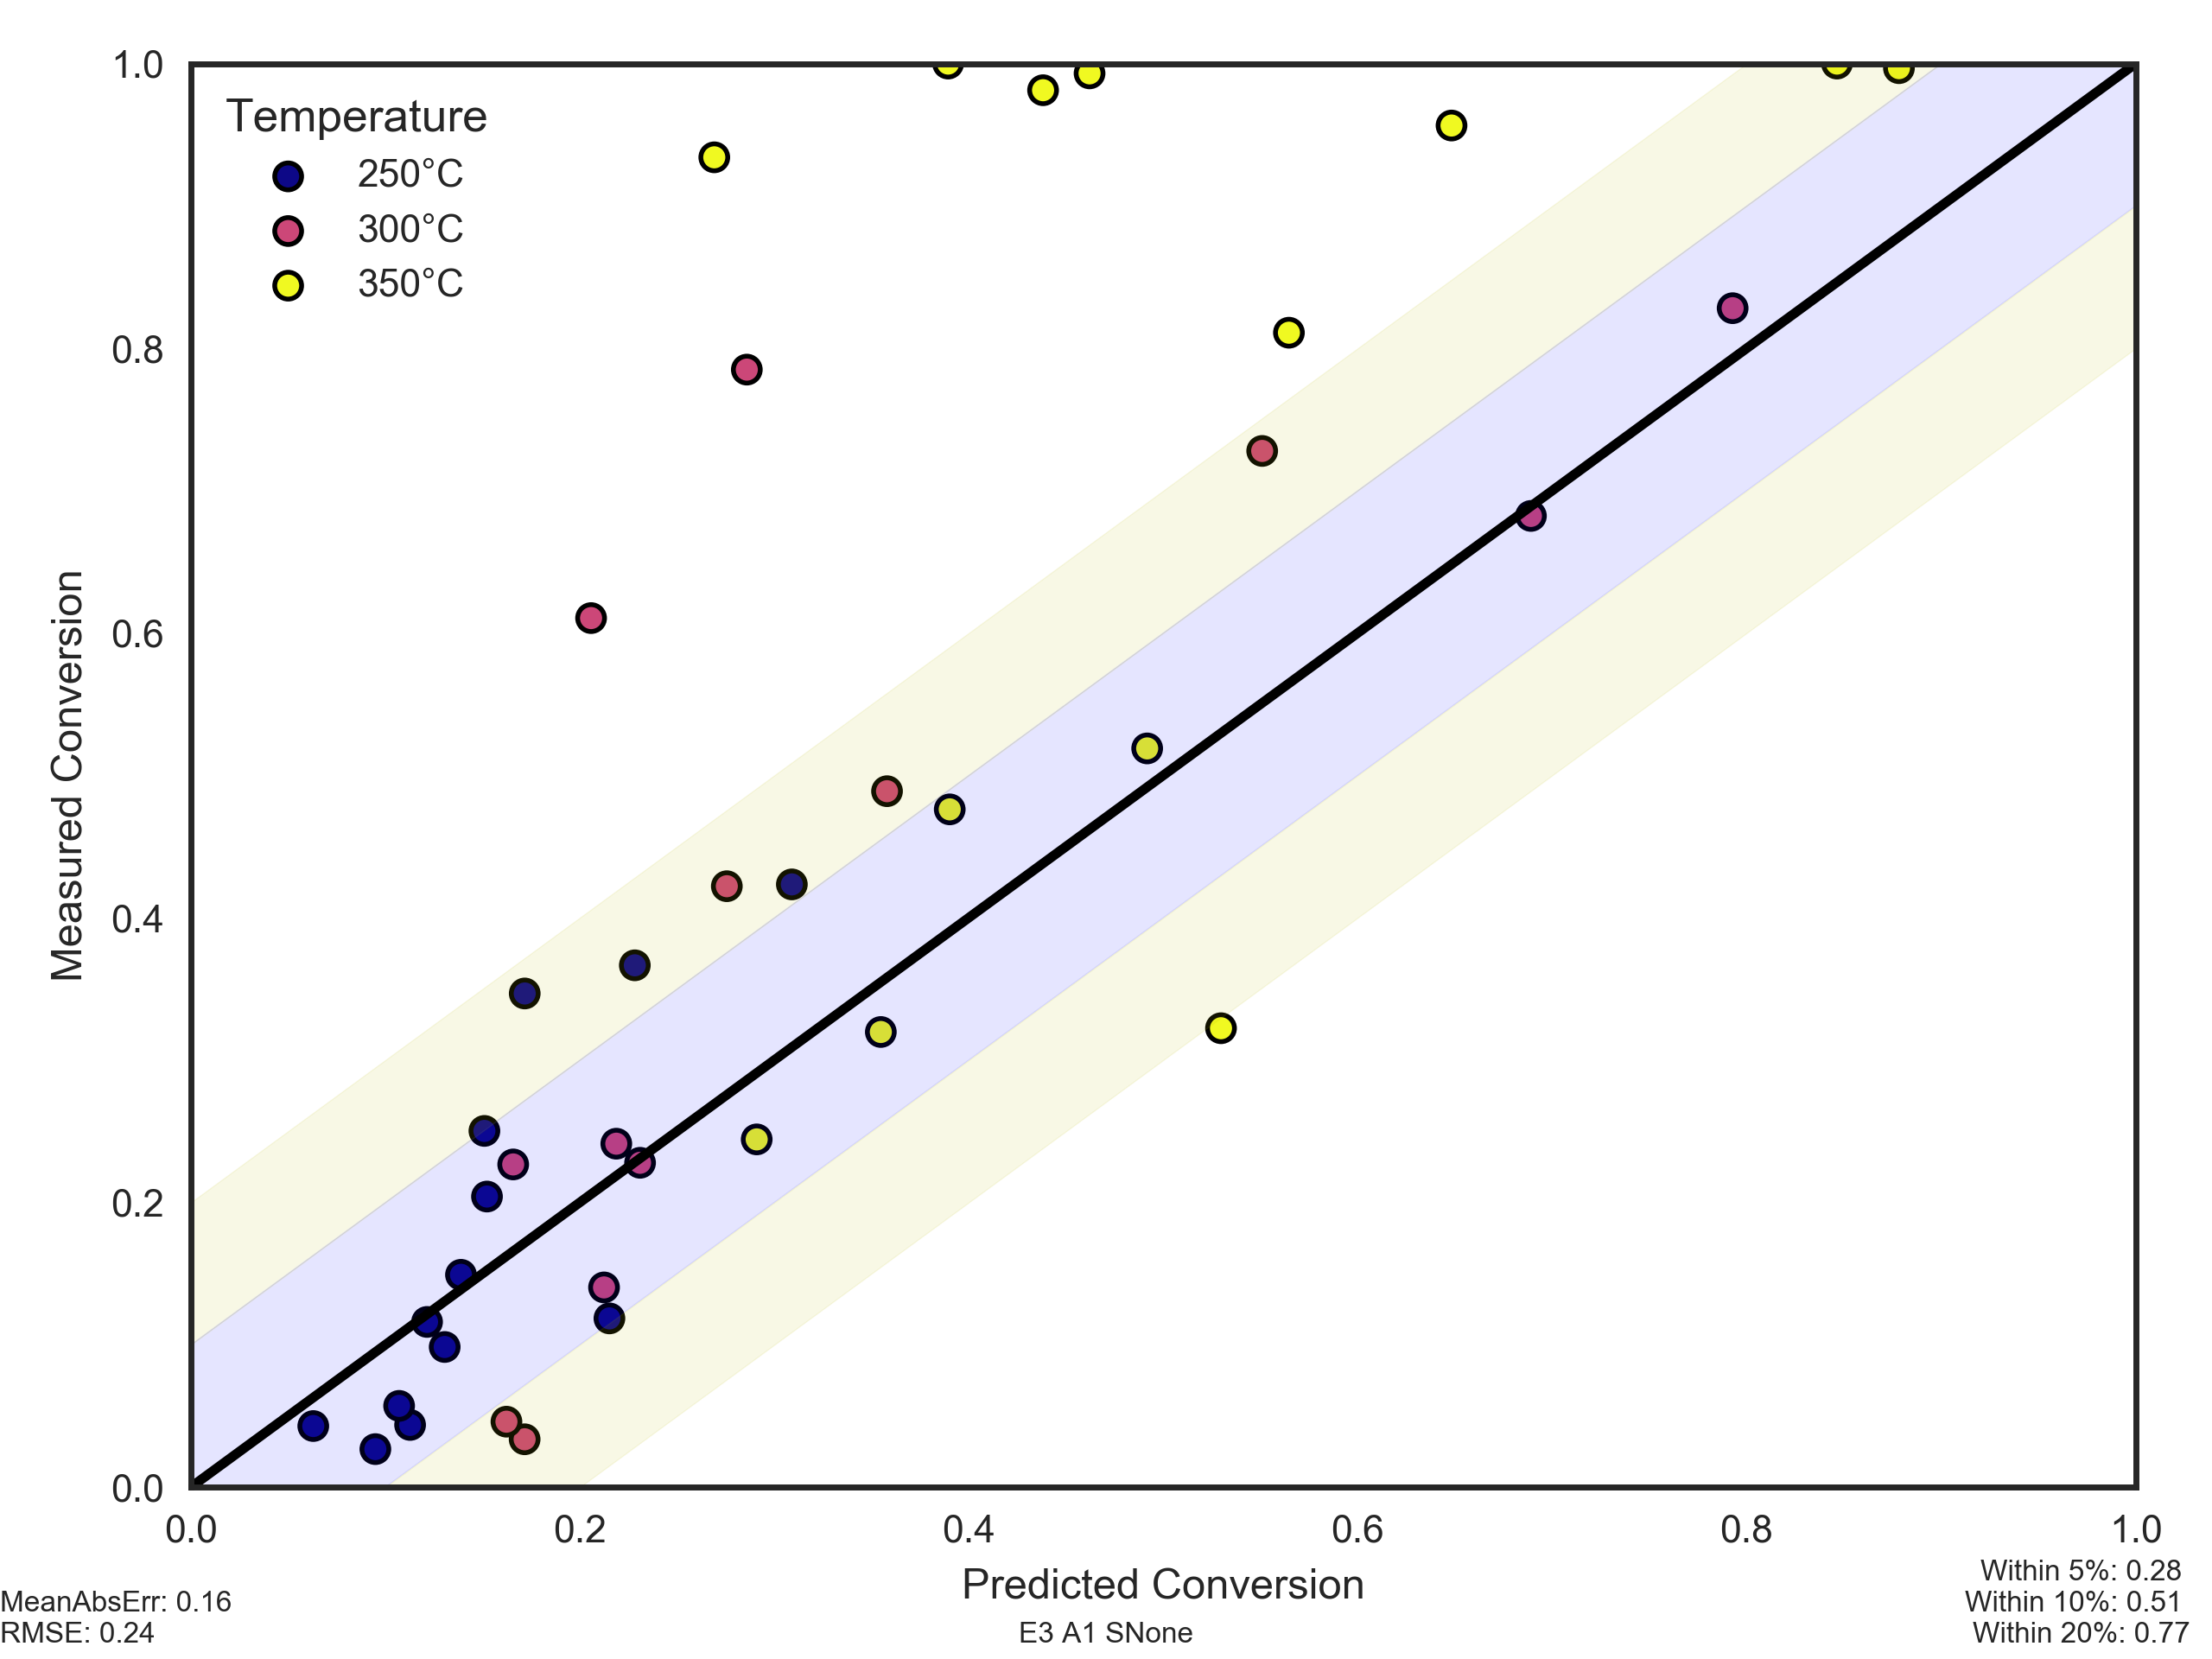 1.0
Temperature
250°C
300°C
350°C
0.8
0.6
0.4
0.2
0.0
Measured Conversion
0.0 0.2 0.4 0.6 0.8 1.0
Predicted Conversion
E3 A1 SNone
MeanAbsErr: 0.16
RMSE: 0.24
Within 5%: 0.28
Within 10%: 0.51
Within 20%: 0.77